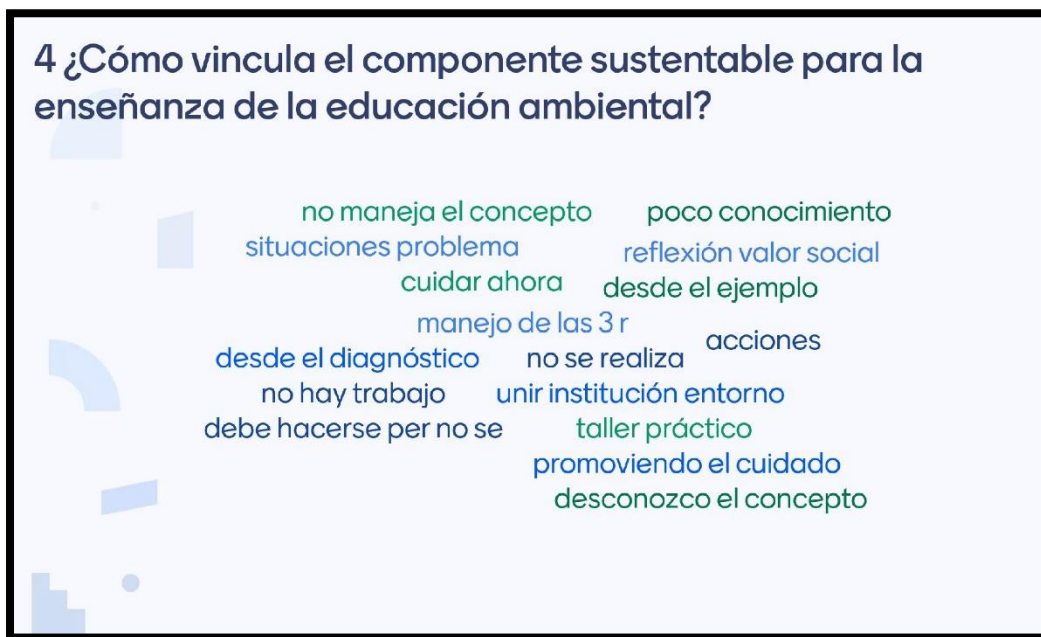 4 ¿Cómo vincula el componente sustentable para la
enseñanza de la educación ambiental?
no maneja el concepto
poco conocimiento
situaciones problema
reflexión valor social
cuidar ahora
desde el ejemplo
manejo de las 3 r
acciones
desde el diagnóstico
no se realiza
no hay trabajo
unir institución entorno
debe hacerse per no se
taller práctico
promoviendo el cuidado
desconozco el concepto